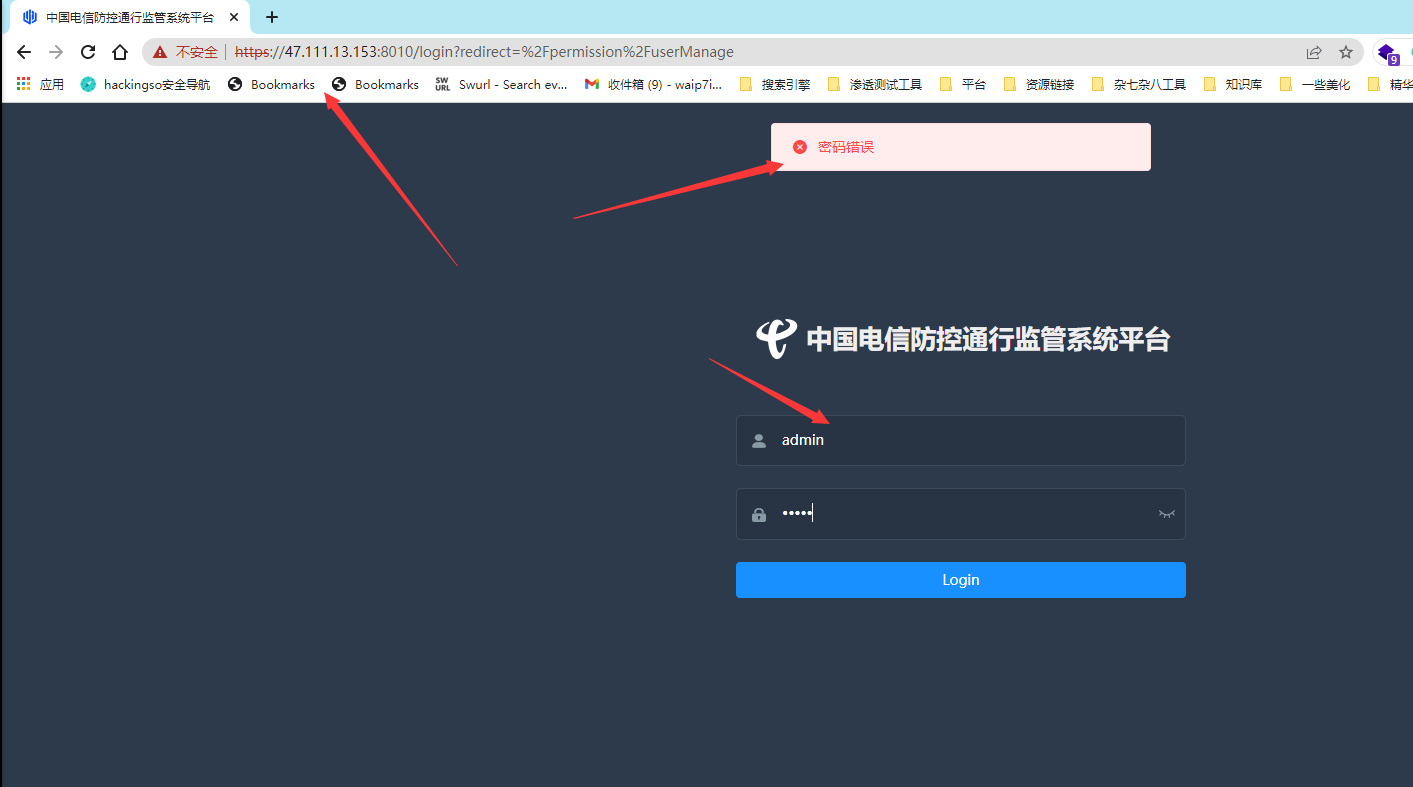 中国电信防控通行监管系统平台
不安全 https://47.111.13.153:8010/login?redirect=%2Fpermission%2FuserManage
9
应用 hackingso安全导航 Bookmarks Bookmarks SW URL Swurl - Search ev... 收件箱 (9) - waip7i... 搜索引擎 渗透测试工具 平台 资源链接 杂七杂八工具 知识库 一些美化 精华
密码错误
中国电信防控通行监管系统平台
admin
•••••
Login